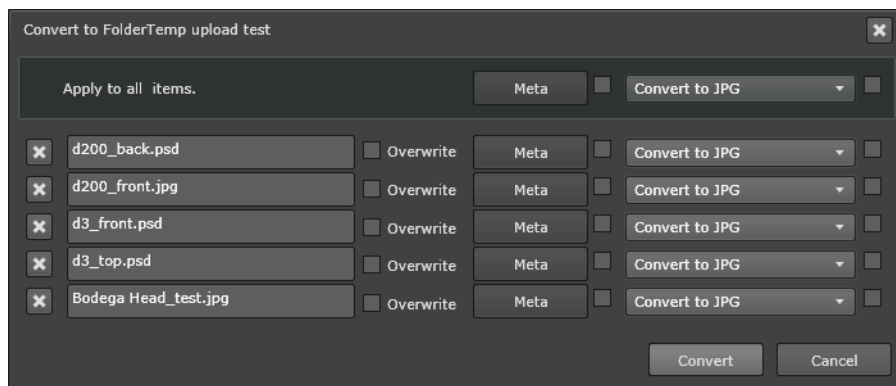 Convert to FolderTemp upload test
Apply to all  items. Meta Convert to JPG
d200_back.psd Overwrite Meta Convert to JPG
d200_front.jpg Overwrite Meta Convert to JPG
d3_front.psd Overwrite Meta Convert to JPG
d3_top.psd Overwrite Meta Convert to JPG
Bodega Head_test.jpg Overwrite Meta Convert to JPG
Convert Cancel